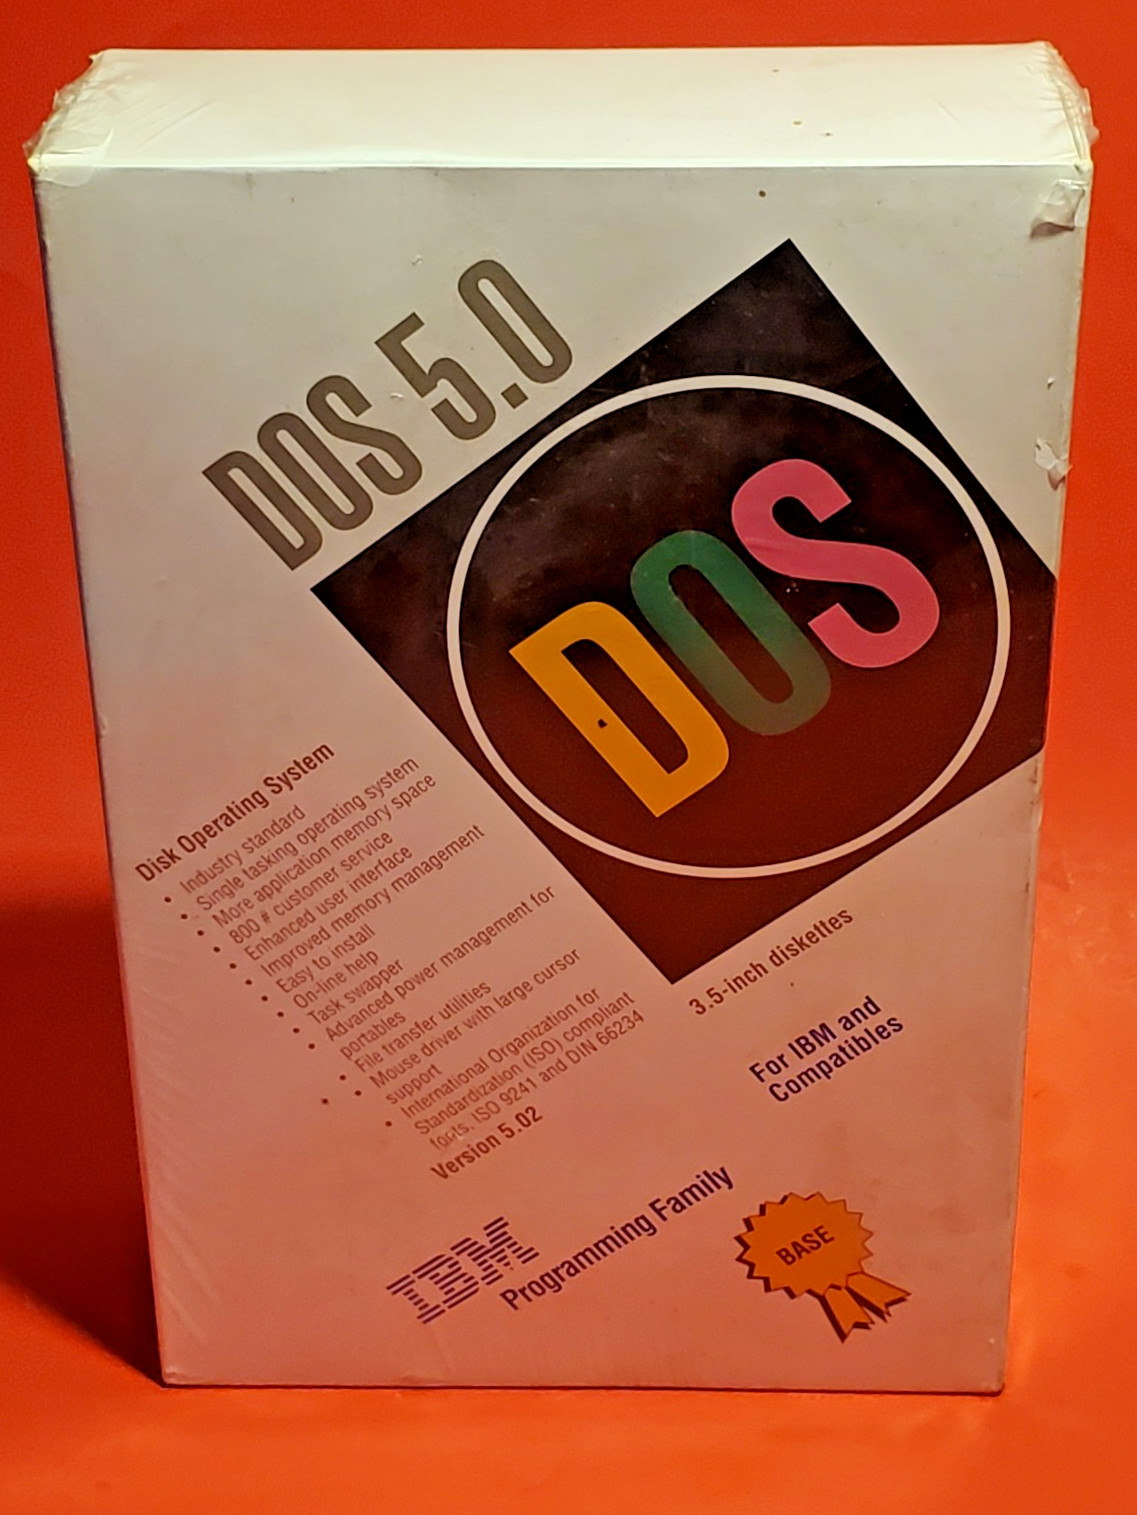 DOS 5.0
DOS
Disk Operating System
• Industry standard
• Single tasking operating system
• More application memory space
• 800 # customer service
• Enhanced user interface
• Improved memory management
• Easy to install
• On-line help
• Task swapper
• Advanced power management for
portables
• File transfer utilities
• Mouse driver with large cursor
support
• International Organization for
Standardization (ISO) compliant
fonts, ISO 9241 and DIN 66234
Version 5.02
3.5-inch diskettes
For IBM and
Compatibles
IBM
Programming Family
BASE